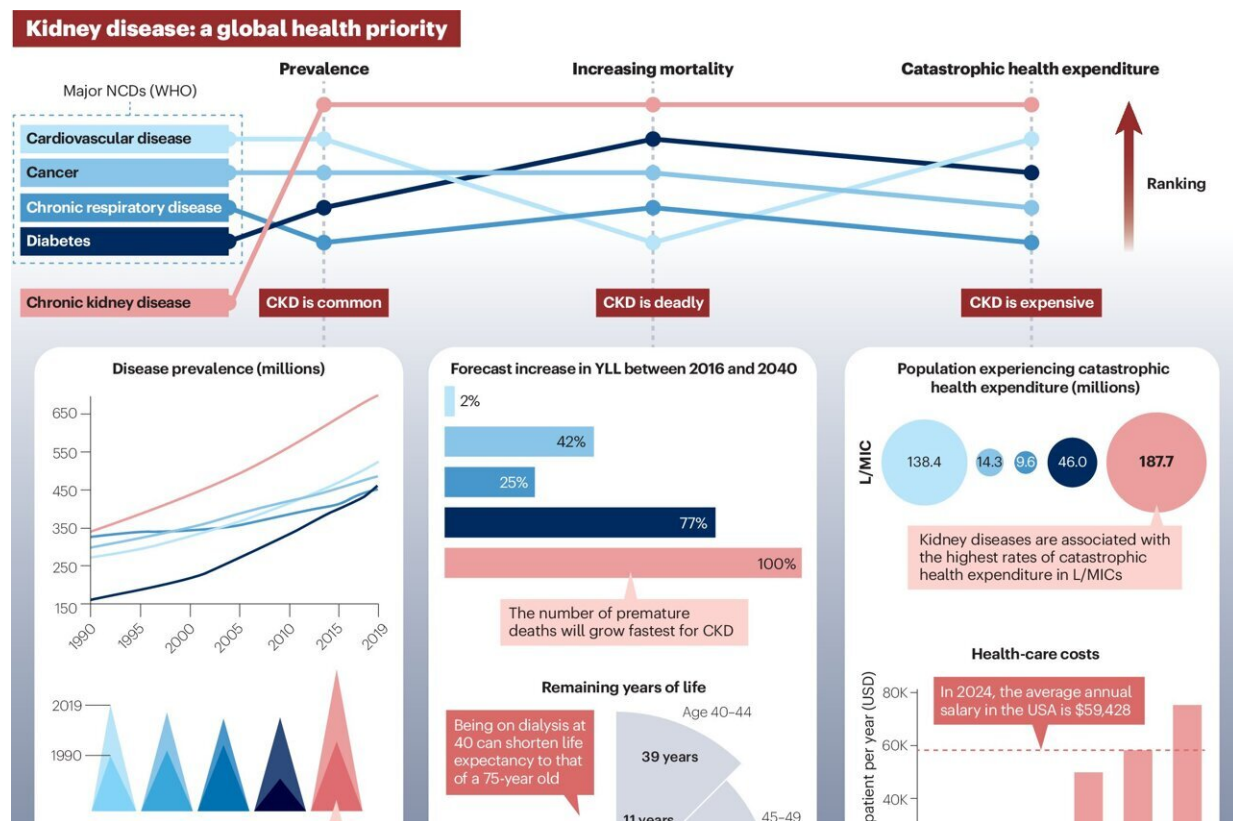 Kidney disease: a global health priority
Prevalence
Increasing mortality
Catastrophic health expenditure
Major NCDs (WHO)
Cardiovascular disease
Cancer
Chronic respiratory disease
Diabetes
Chronic kidney disease
Ranking
CKD is common
CKD is deadly
CKD is expensive
Disease prevalence (millions)
650
550
450
350
250
150
1990
1995
2000
2005
2010
2015
2019
2019
1990
Forecast increase in YLL between 2016 and 2040
2%
42%
25%
77%
100%
The number of premature
deaths will grow fastest for CKD
Remaining years of life
Being on dialysis at
40 can shorten life
expectancy to that
of a 75-year old
Age 40–44
39 years
11 years
45–49
Population experiencing catastrophic
health expenditure (millions)
L/MIC
138.4
14.3
9.6
46.0
187.7
Kidney diseases are associated with
the highest rates of catastrophic
health expenditure in L/MICs
Health-care costs
patient per year (USD)
80K
60K
40K
In 2024, the average annual
salary in the USA is $59,428